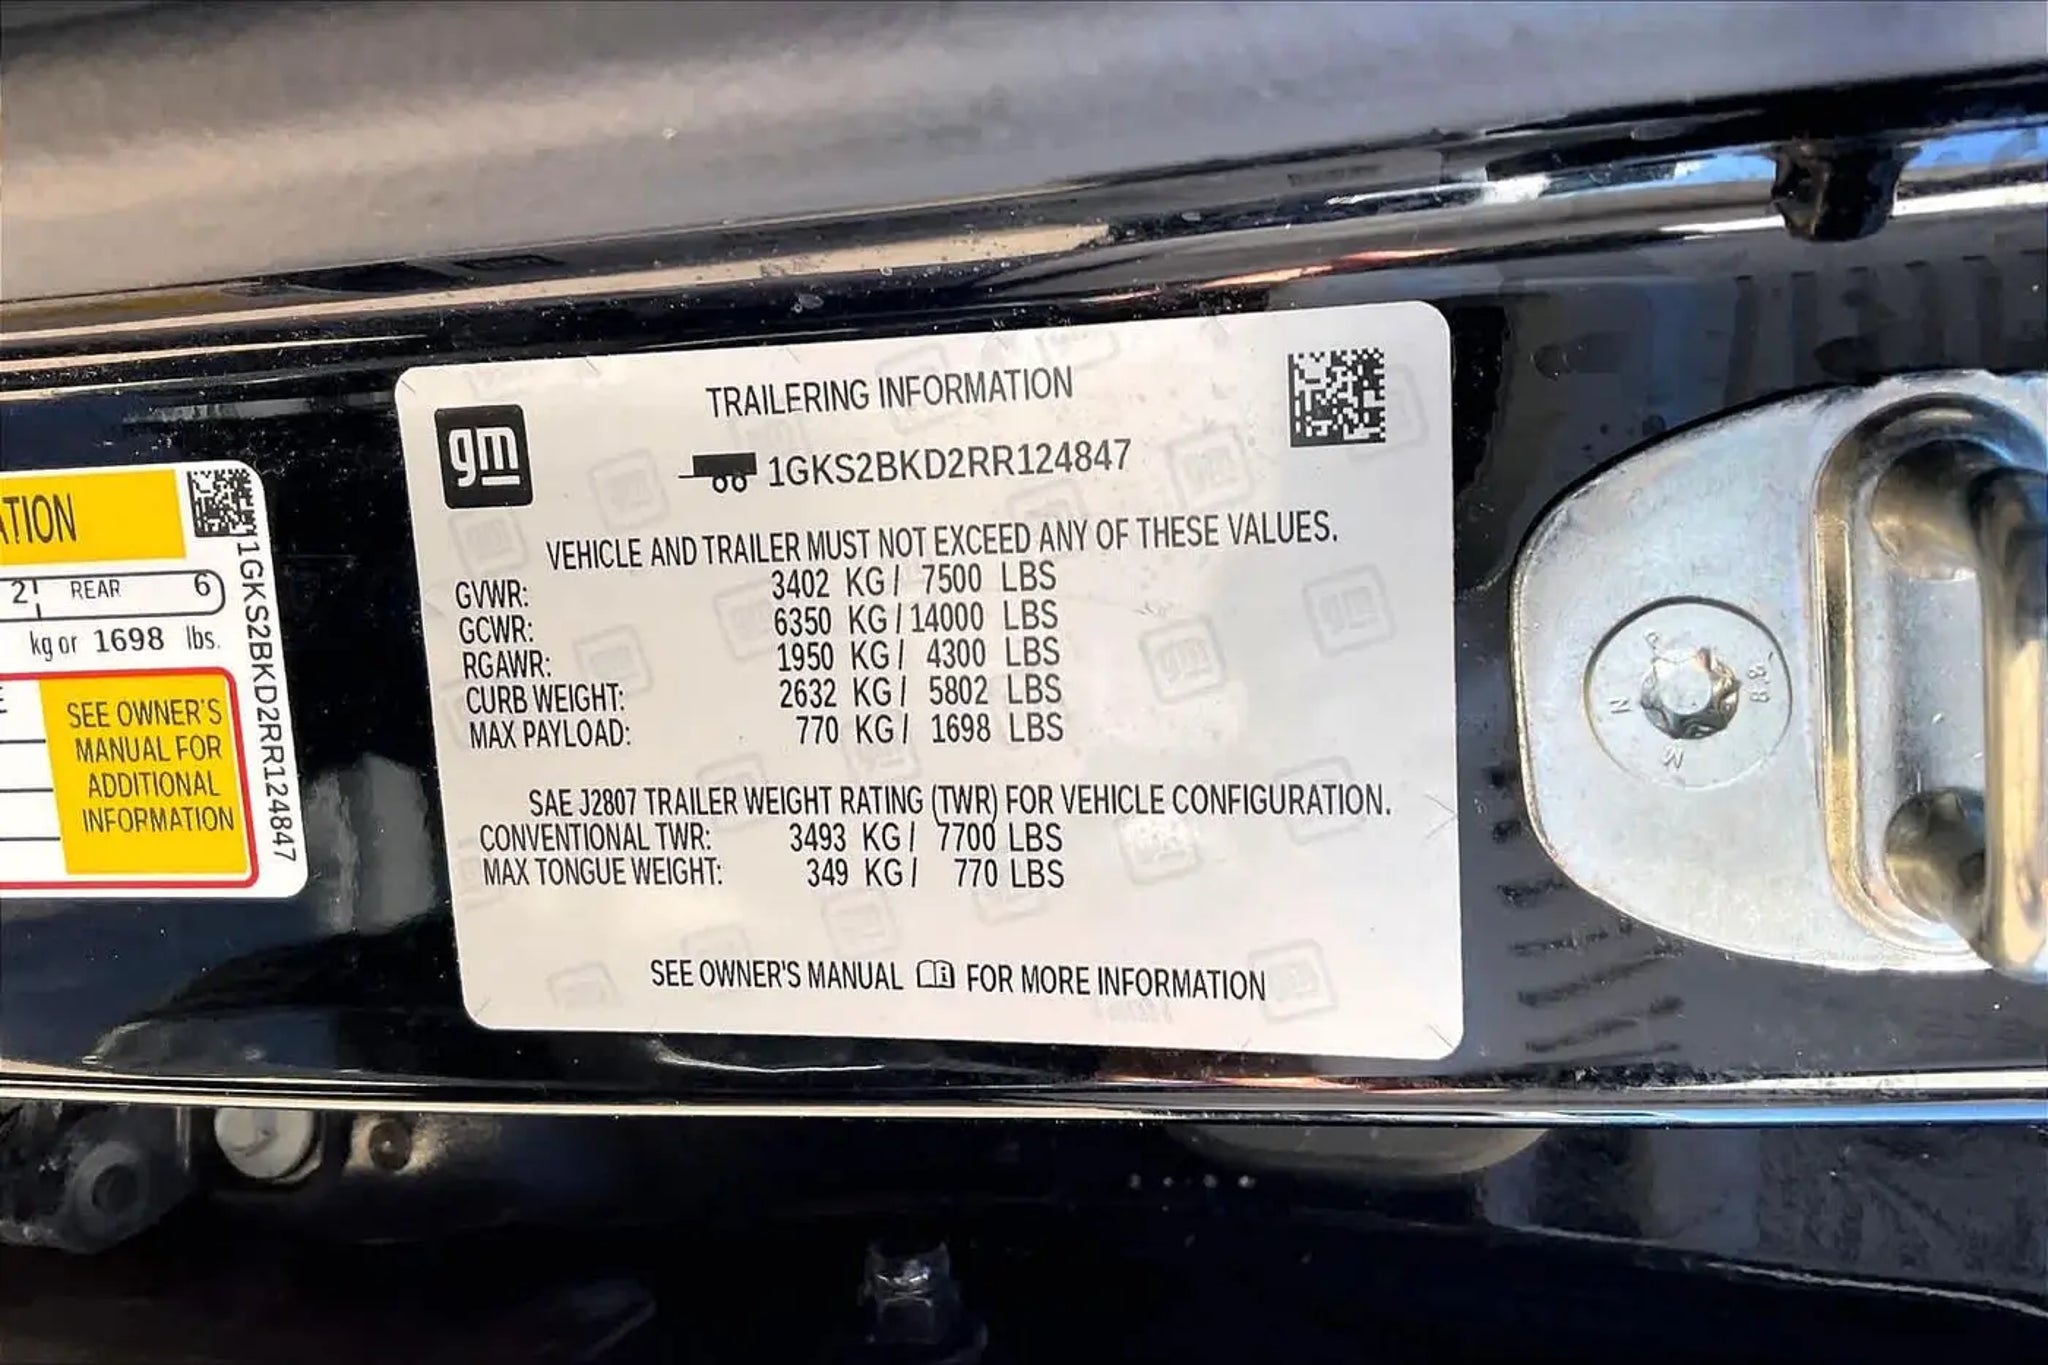 TION
2 REAR 6
kg or 1698 lbs.
SEE OWNER'S
MANUAL FOR
ADDITIONAL
INFORMATION
1GKS2BKD2RR124847
gm
TRAILERING INFORMATION
1GKS2BKD2RR124847
VEHICLE AND TRAILER MUST NOT EXCEED ANY OF THESE VALUES.
GVWR: 3402 KG / 7500 LBS
GCWR: 6350 KG / 14000 LBS
RGAWR: 1950 KG / 4300 LBS
CURB WEIGHT: 2632 KG / 5802 LBS
MAX PAYLOAD: 770 KG / 1698 LBS
SAE J2807 TRAILER WEIGHT RATING (TWR) FOR VEHICLE CONFIGURATION.
CONVENTIONAL TWR: 3493 KG / 7700 LBS
MAX TONGUE WEIGHT: 349 KG / 770 LBS
SEE OWNER'S MANUAL FOR MORE INFORMATION
8.8